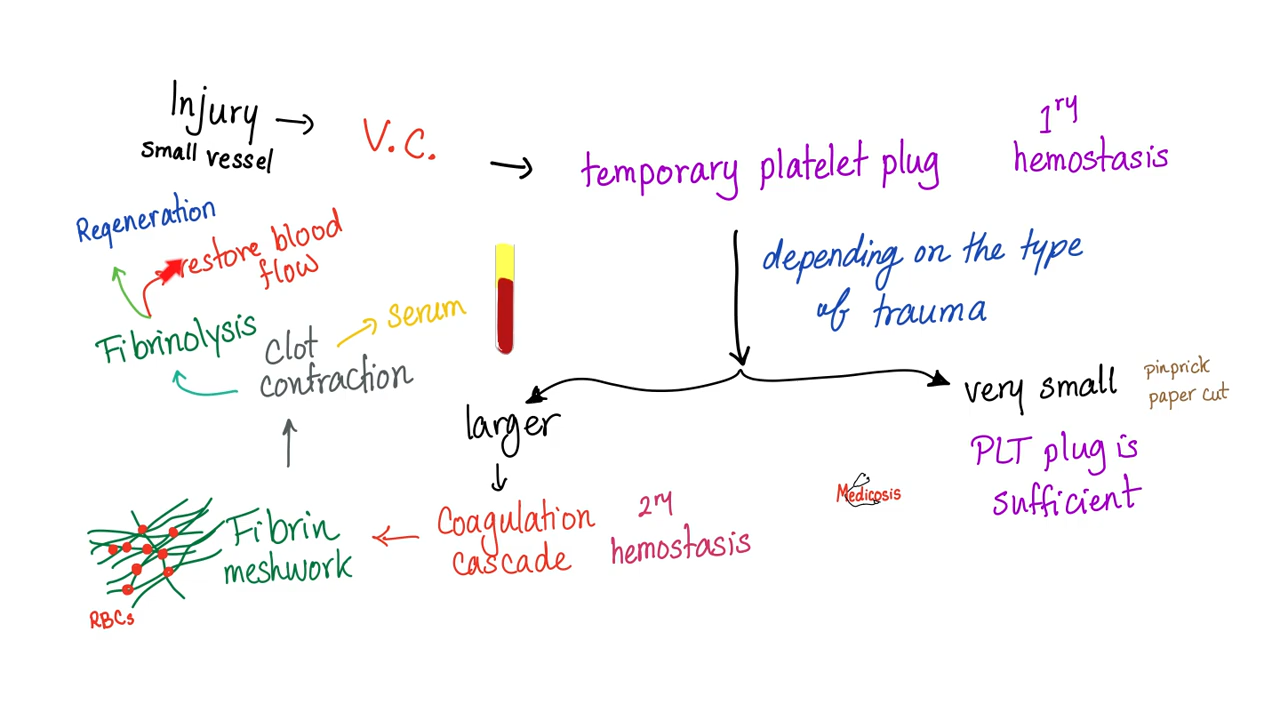 Injury
small vessel
V.C.
temporary platelet plug
1ry
hemostasis
depending on the type
of trauma
very small
pinprick
paper cut
PLT plug is
sufficient
larger
Coagulation
cascade
2ry
hemostasis
Fibrin
meshwork
RBCs
Clot
contraction
serum
Fibrinolysis
restore blood
flow
Regeneration
Medicosis